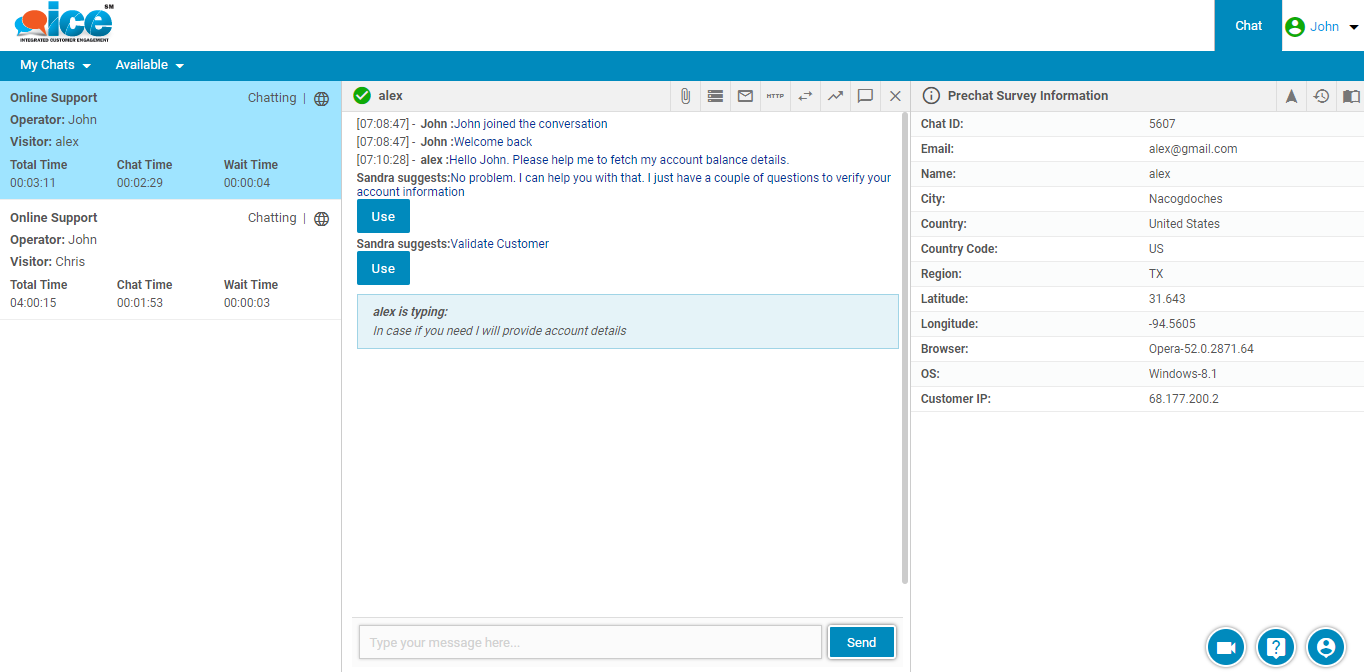 ice SM
INTEGRATED CUSTOMER ENGAGEMENT
Chat
John
My Chats
Available
Online Support
Chatting |
Operator: John
Visitor: alex
Total Time Chat Time Wait Time
00:03:11 00:02:29 00:00:04
Online Support
Chatting |
Operator: John
Visitor: Chris
Total Time Chat Time Wait Time
04:00:15 00:01:53 00:00:03
alex
HTTP
[07:08:47] - John :John joined the conversation
[07:08:47] - John :Welcome back
[07:10:28] - alex :Hello John. Please help me to fetch my account balance details.
Sandra suggests:No problem. I can help you with that. I just have a couple of questions to verify your
account information
Use
Sandra suggests:Validate Customer
Use
alex is typing:
In case if you need I will provide account details
Type your message here...
Send
Prechat Survey Information
Chat ID: 5607
Email: alex@gmail.com
Name: alex
City: Nacogdoches
Country: United States
Country Code: US
Region: TX
Latitude: 31.643
Longitude: -94.5605
Browser: Opera-52.0.2871.64
OS: Windows-8.1
Customer IP: 68.177.200.2
?